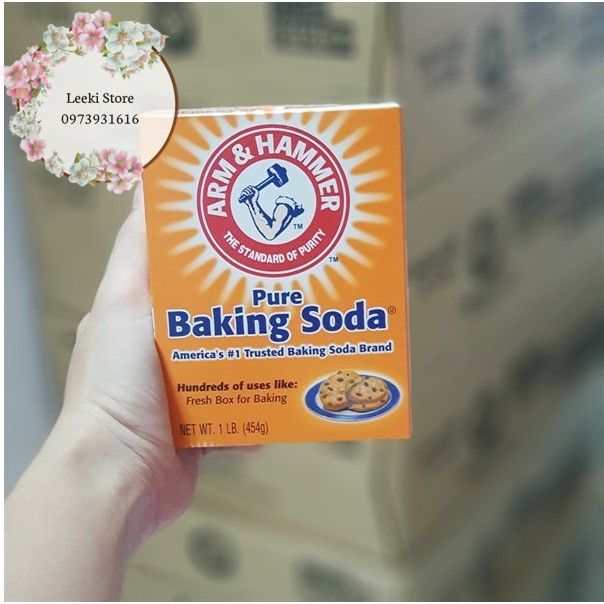 Leeki Store
0973931616
ARM & HAMMER
TM
THE STANDARD OF PURITY
TM
Pure
Baking Soda®
America's #1 Trusted Baking Soda Brand
Hundreds of uses like:
Fresh Box for Baking
NET WT. 1 LB. (454g)